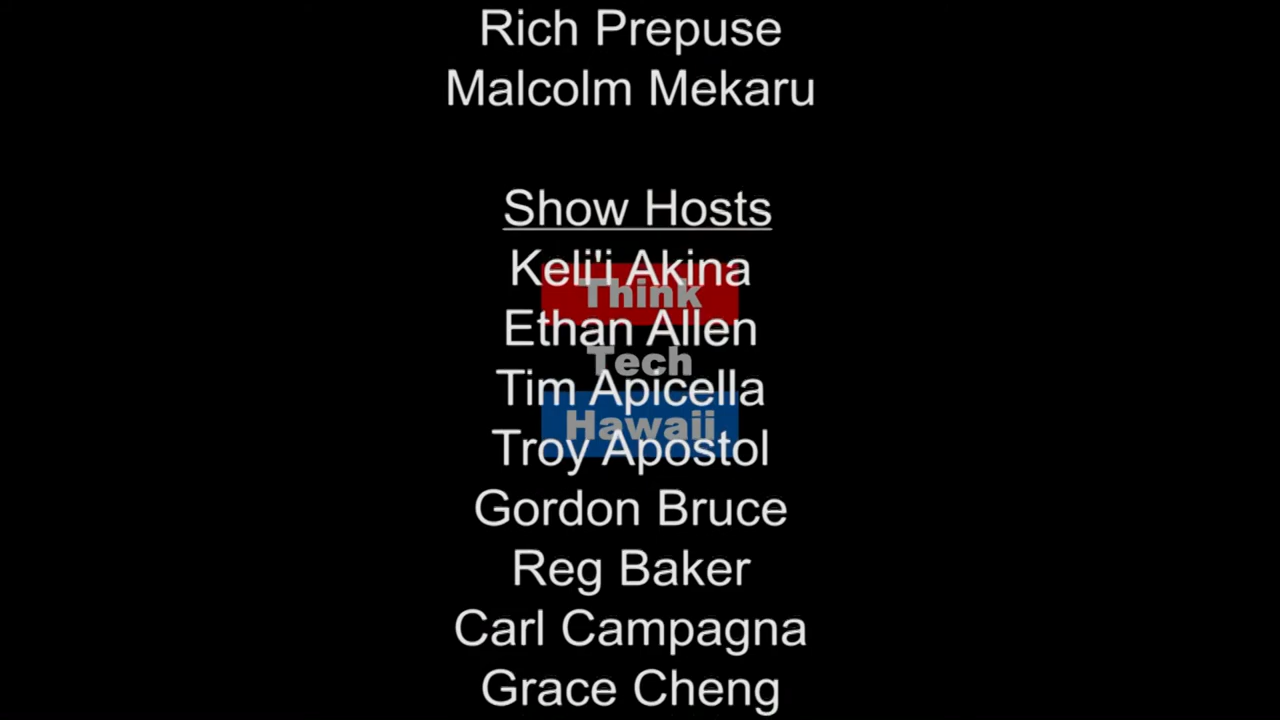 Rich Prepuse
Malcolm Mekaru
Show Hosts
Keli'i Akina
Think
Ethan Allen
Tech
Tim Apicella
Hawaii
Troy Apostol
Gordon Bruce
Reg Baker
Carl Campagna
Grace Cheng